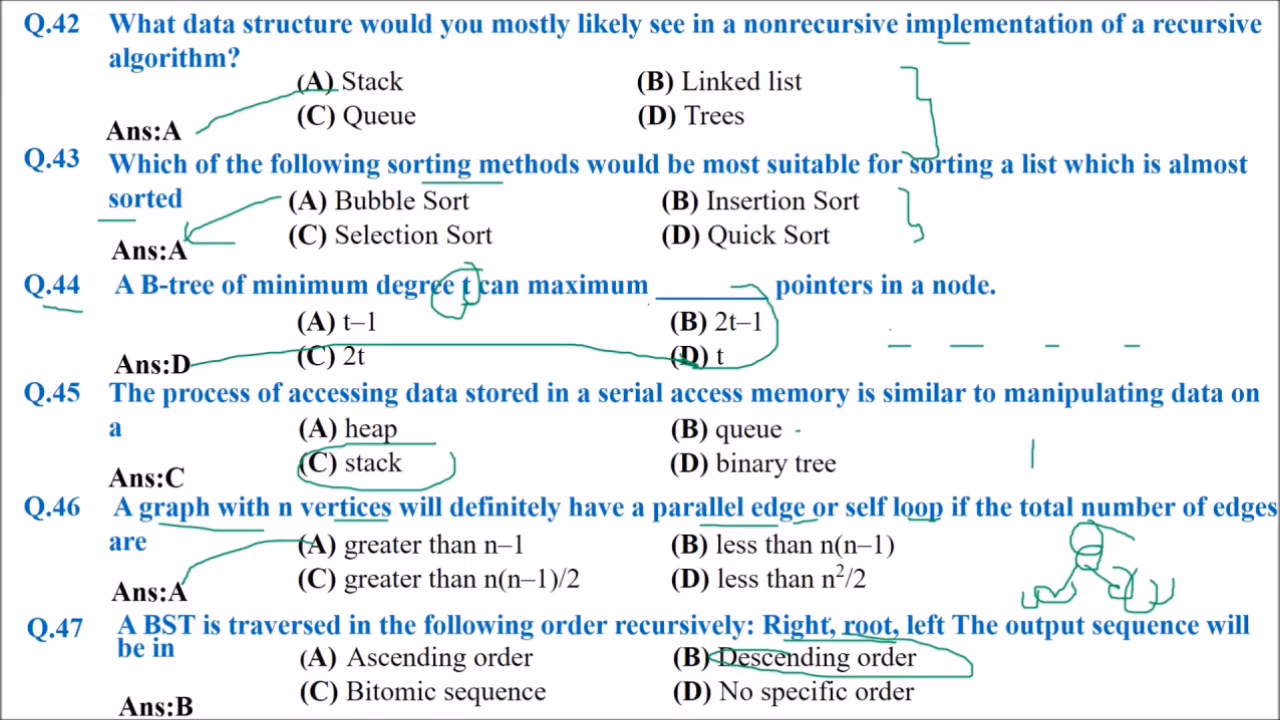 Q.42 What data structure would you mostly likely see in a nonrecursive implementation of a recursive
algorithm?
(A) Stack (B) Linked list
(C) Queue (D) Trees
Ans:A
Q.43 Which of the following sorting methods would be most suitable for sorting a list which is almost
sorted
(A) Bubble Sort (B) Insertion Sort
(C) Selection Sort (D) Quick Sort
Ans:A
Q.44 A B-tree of minimum degree t can maximum ________ pointers in a node.
(A) t–1 (B) 2t–1
(C) 2t (D) t
Ans:D
Q.45 The process of accessing data stored in a serial access memory is similar to manipulating data on
a
(A) heap (B) queue
(C) stack (D) binary tree
Ans:C
Q.46 A graph with n vertices will definitely have a parallel edge or self loop if the total number of edges
are
(A) greater than n–1 (B) less than n(n–1)
(C) greater than n(n–1)/2 (D) less than n²/2
Ans:A
Q.47 A BST is traversed in the following order recursively: Right, root, left The output sequence will
be in
(A) Ascending order (B) Descending order
(C) Bitomic sequence (D) No specific order
Ans:B